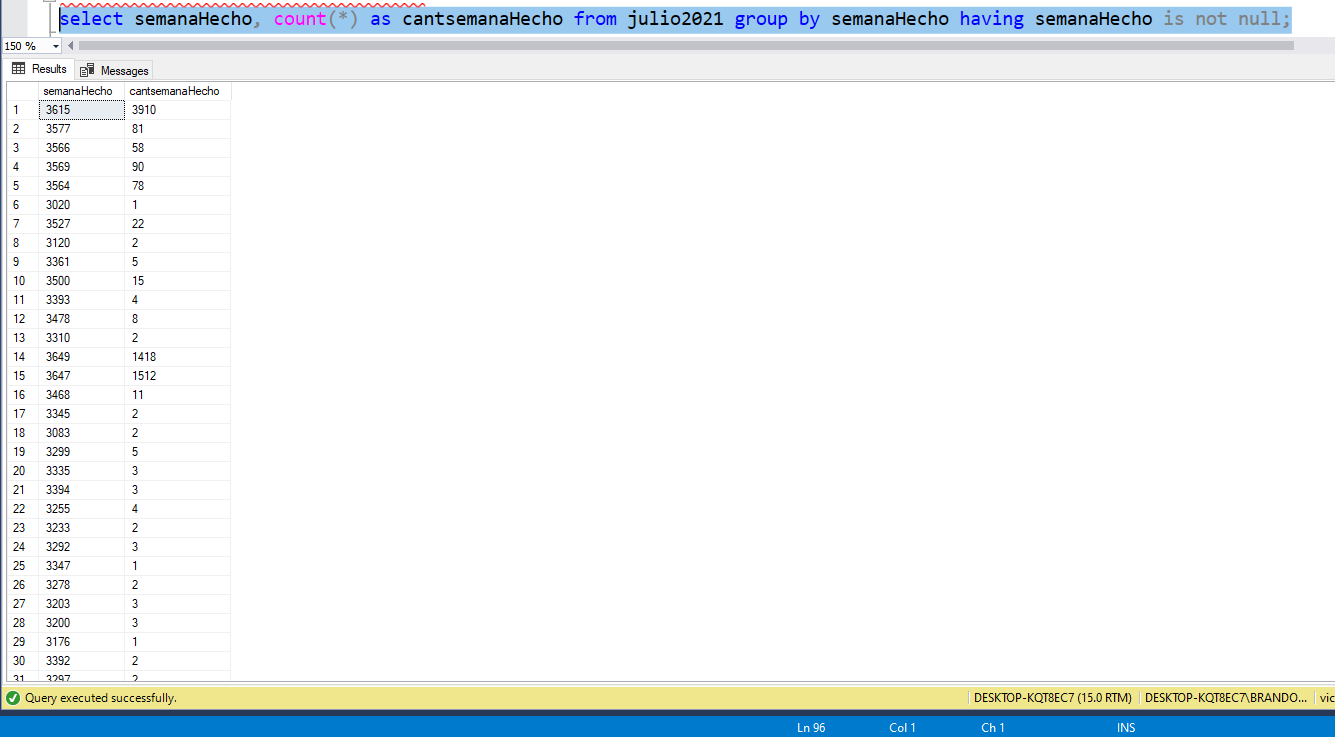 select semanaHecho, count(*) as cantsemanaHecho from julio2021 group by semanaHecho having semanaHecho is not null;
150 %
Results Messages
semanaHecho cantsemanaHecho
1 3615 3910
2 3577 81
3 3566 58
4 3569 90
5 3564 78
6 3020 1
7 3527 22
8 3120 2
9 3361 5
10 3500 15
11 3393 4
12 3478 8
13 3310 2
14 3649 1418
15 3647 1512
16 3468 11
17 3345 2
18 3083 2
19 3299 5
20 3335 3
21 3394 3
22 3255 4
23 3233 2
24 3292 3
25 3347 1
26 3278 2
27 3203 3
28 3200 3
29 3176 1
30 3392 2
31 3297 2
Query executed successfully. DESKTOP-KQT8EC7 (15.0 RTM) DESKTOP-KQT8EC7\BRANDO... vic
Ln 96 Col 1 Ch 1 INS